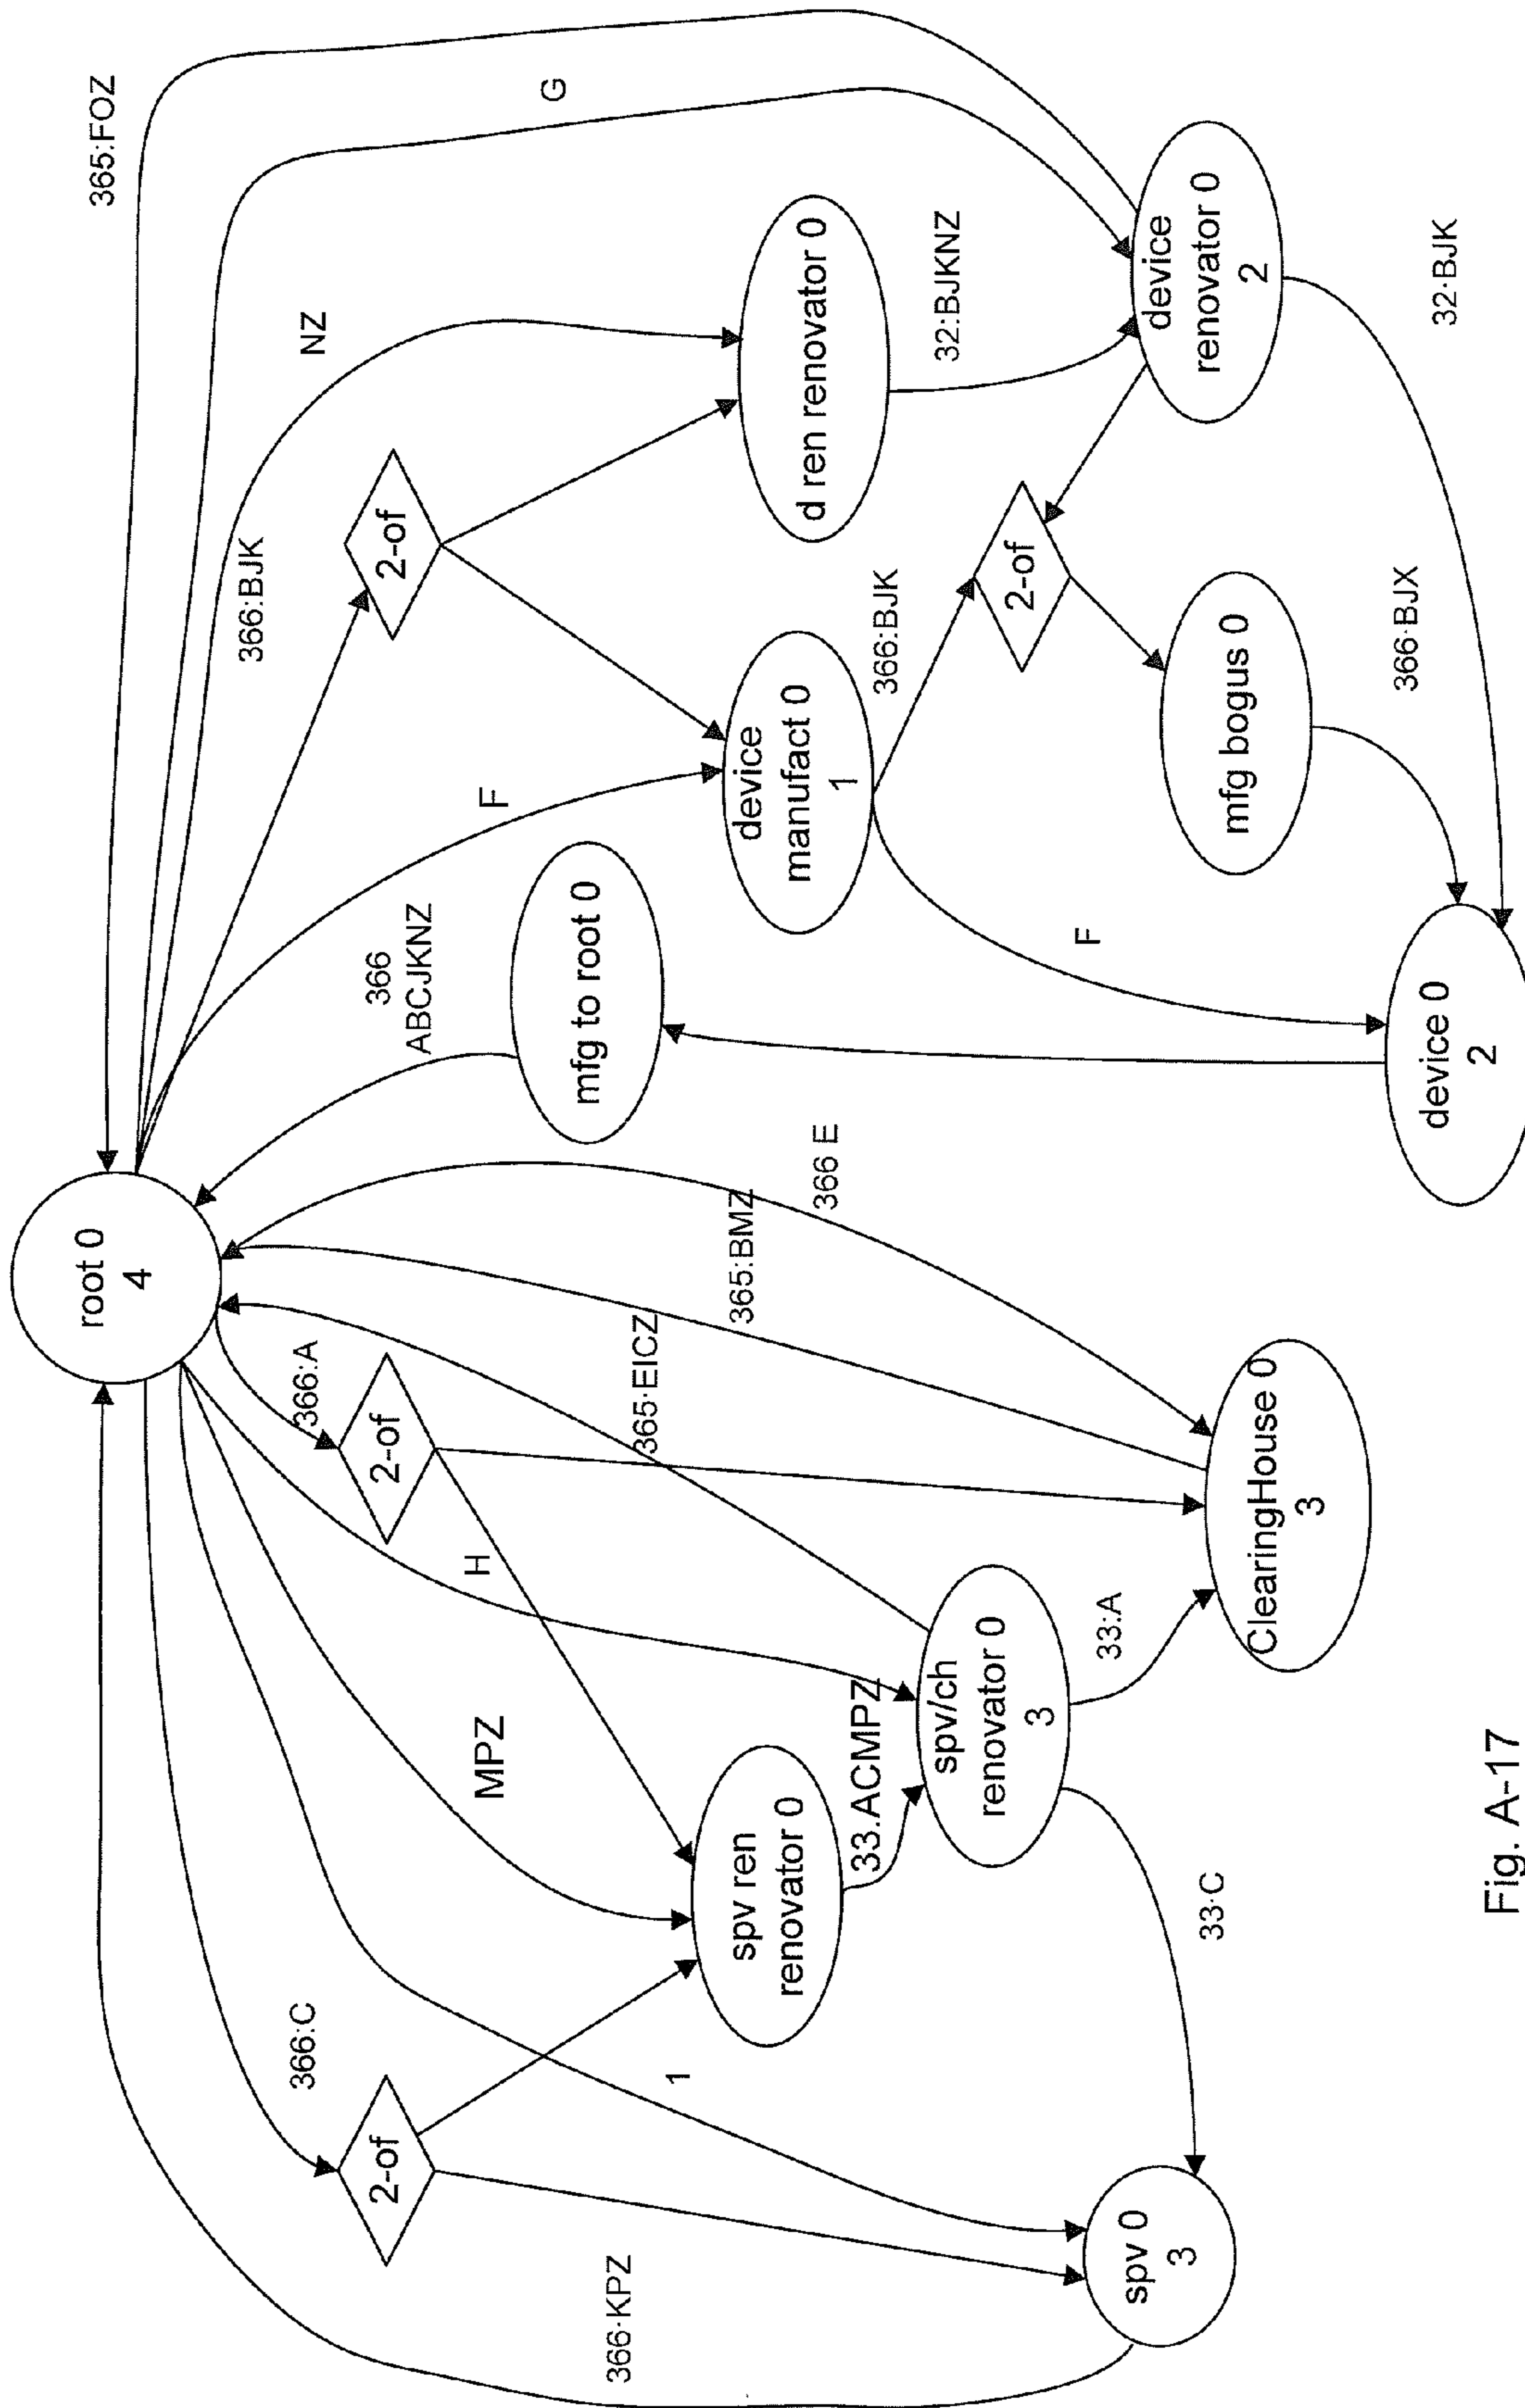 root 0
4
365:FOZ
G
NZ
366:BJK
2-of
F
366
ABCJKNZ
mfg to root 0
device
manufact 0
1
d ren renovator 0
32:BJKNZ
device
renovator 0
2
366:BJK
2-of
mfg bogus 0
366·BJX
32·BJK
F
device 0
2
366 E
365:BMZ
365·EICZ
366:A
2-of
H
MPZ
366:C
2-of
1
366·KPZ
spv ren
renovator 0
33.ACMPZ
spv/ch
renovator 0
3
33:A
ClearingHouse 0
3
33·C
spv 0
3
Fig. A-17